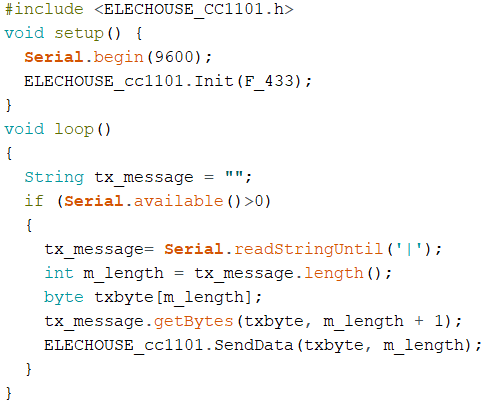 #include <ELECHOUSE_CC1101.h>
void setup() {
  Serial.begin(9600);
  ELECHOUSE_cc1101.Init(F_433);
}
void loop()
{
  String tx_message = "";
  if (Serial.available()>0)
  {
    tx_message= Serial.readStringUntil('|');
    int m_length = tx_message.length();
    byte txbyte[m_length];
    tx_message.getBytes(txbyte, m_length + 1);
    ELECHOUSE_cc1101.SendData(txbyte, m_length);
  }
}